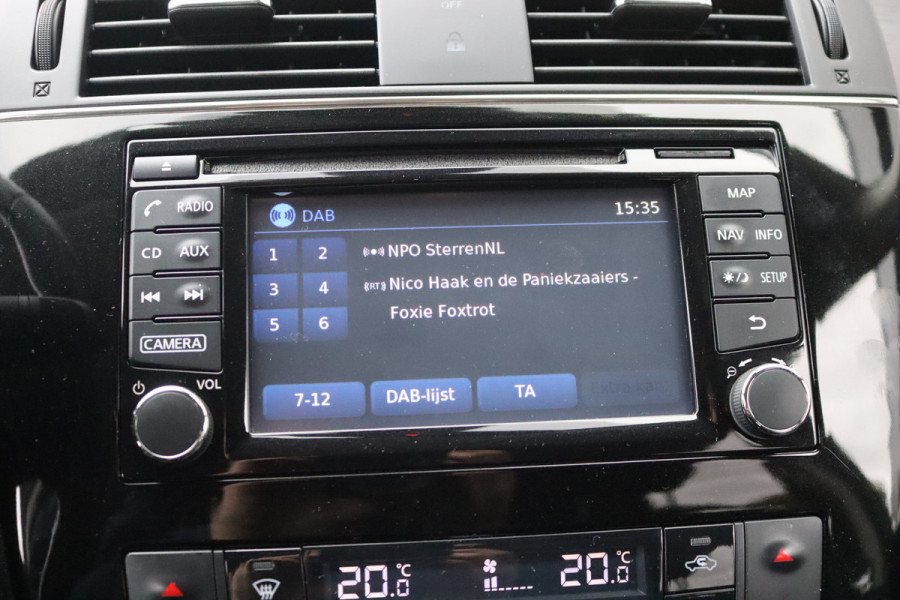 OFF
RADIO
MAP
CD AUX
NAV INFO
SETUP
CAMERA
VOL
DAB
15:35
1 2
3 4
5 6
NPO SterrenNL
(RT) Nico Haak en de Paniekzaaiers -
Foxie Foxtrot
7-12
DAB-lijst
TA
20.0°C
20.0°C